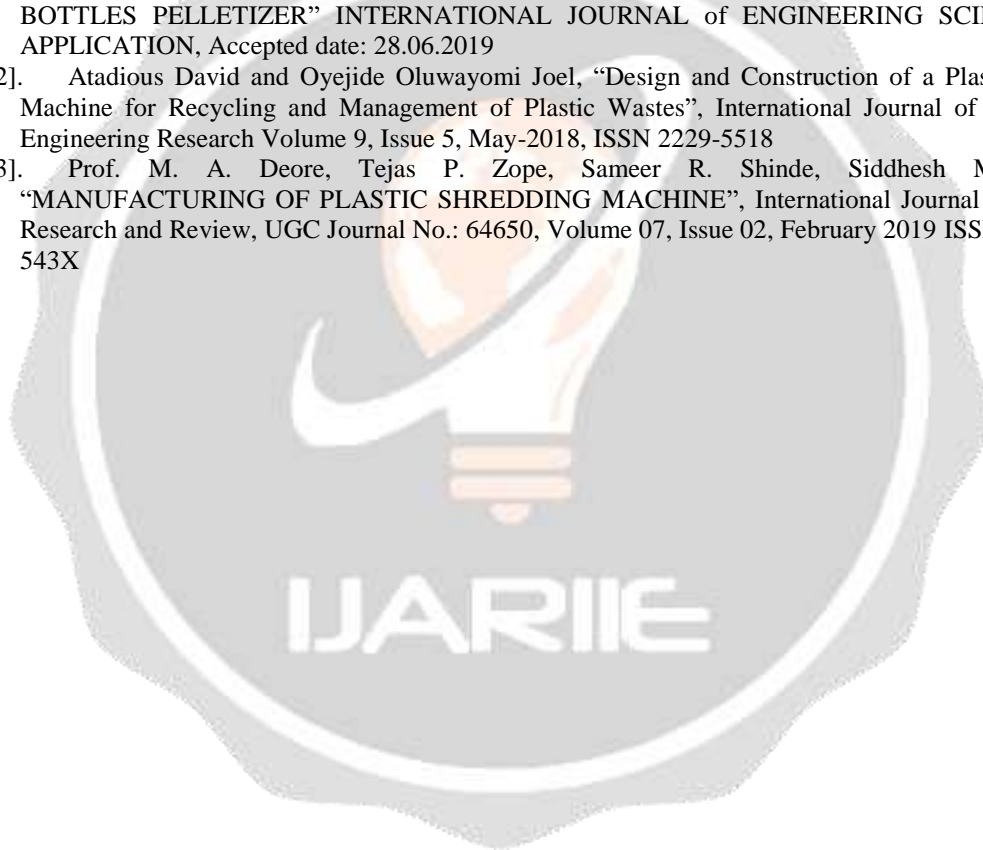 BOTTLES PELLETIZER” INTERNATIONAL JOURNAL of ENGINEERING
APPLICATION, Accepted date: 28.06.2019
2]. Atadious David and Oyejide Oluwayomi Joel, “Design and Construction of a
Machine for Recycling and Management of Plastic Wastes”, International Journal of
Engineering Research Volume 9, Issue 5, May-2018, ISSN 2229-5518
3]. Prof. M. A. Deore, Tejas P. Zope, Sameer R. Shinde, Siddhesh
“MANUFACTURING OF PLASTIC SHREDDING MACHINE”, International Journal
Research and Review, UGC Journal No.: 64650, Volume 07, Issue 02, February 2019
543X
IJARIIE